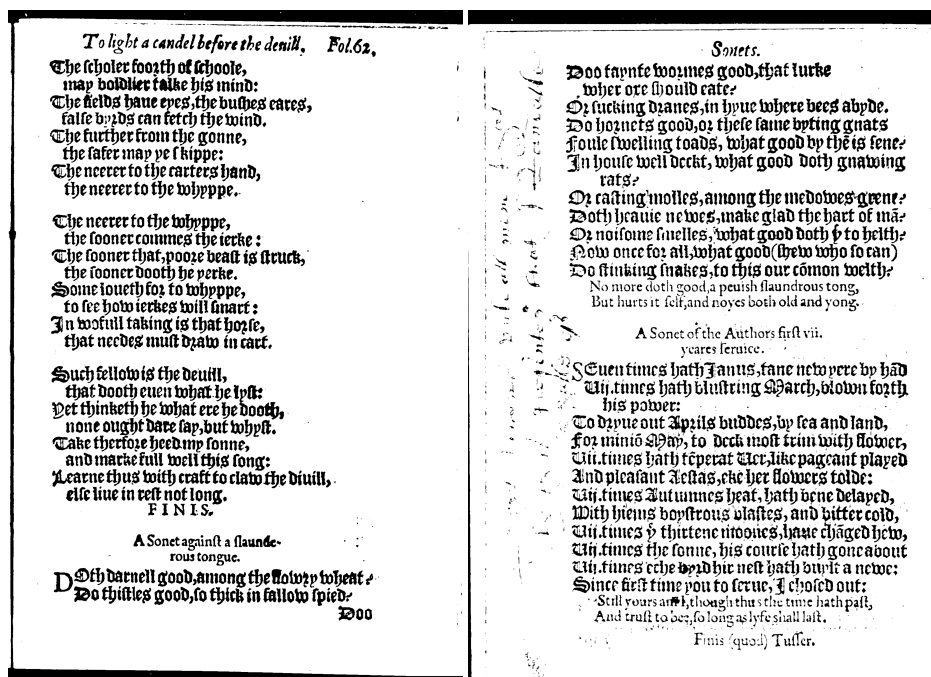 To light a candel before the deuill. Fol.62.
The scholer foorth of schoole,
may boldlier talke his mind:
The fields haue eyes, the bushes eares,
false byrds can fetch the wind.
The further from the gonne,
the safer may ye skippe:
The neerer to the carters hand,
the neerer to the whyppe.
The neerer to the whyppe,
the sooner commes the ierke:
The sooner that, poore beast is struck,
the sooner dooth he yerke.
Some loueth for to whyppe,
to see how ierkes will smart:
In wofull taking is that horse,
that needes must draw in cart.
Such fellow is the deuill,
that dooth euen what he lyst:
Yet thinketh he what ere he dooth,
none ought dare say, but whyst.
Take therfore heed my sonne,
and marke full well this song:
Learne thus with craft to claw the diuill,
else liue in rest not long.
FINIS.
A Sonet against a slaunde-
rous tongue.
DOth darnell good, among the flowry wheat?
Do thistles good, so thick in fallow spied?
Doo
Sonets.
Doo taynte wormes good, that lurke
wher ore should eate?
Or sucking dranes, in hyue where bees abyde.
Do hornets good, or these same byting gnats
Foule swelling toads, what good by thē is sene?
In house well deckt, what good doth gnawing
rats?
Or casting molles, among the medowes grene?
Doth heauie newes, make glad the hart of mā?
Or noisome smelles, what good doth yͭ to helth?
Now once for all, what good (shew who so can)
Do stinking snakes, to this our cōmon welth?
No more doth good, a peuish slaundrous tong,
But hurts it self, and noyes both old and yong.
A Sonet of the Authors first vii.
yeares seruice.
SEuen times hath Janus, tane new yere by hād
Vij. times hath blustring March, blown forth
his power:
To dryue out Aprils buddes, by sea and land,
For miniō May, to deck most trim with flower,
Vii. times hath tēperat Ver, like pageant played
And pleasant Aestas, eke her flowers tolde:
Vij. times Autumnes heat, hath bene delayed,
With hiems boystrous blastes, and bitter cold,
Vij. times yͤ thirtene moones, haue chāged hew,
Vij. times the sonne, his course hath gone about
Vij. times eche byrd hir nest hath buylt a newe:
Since first time you to serue, I chosed out:
Still yours am I, though thus the time hath past,
And trust to bee, so long as lyfe shall last.
Finis (quod) Tusser.